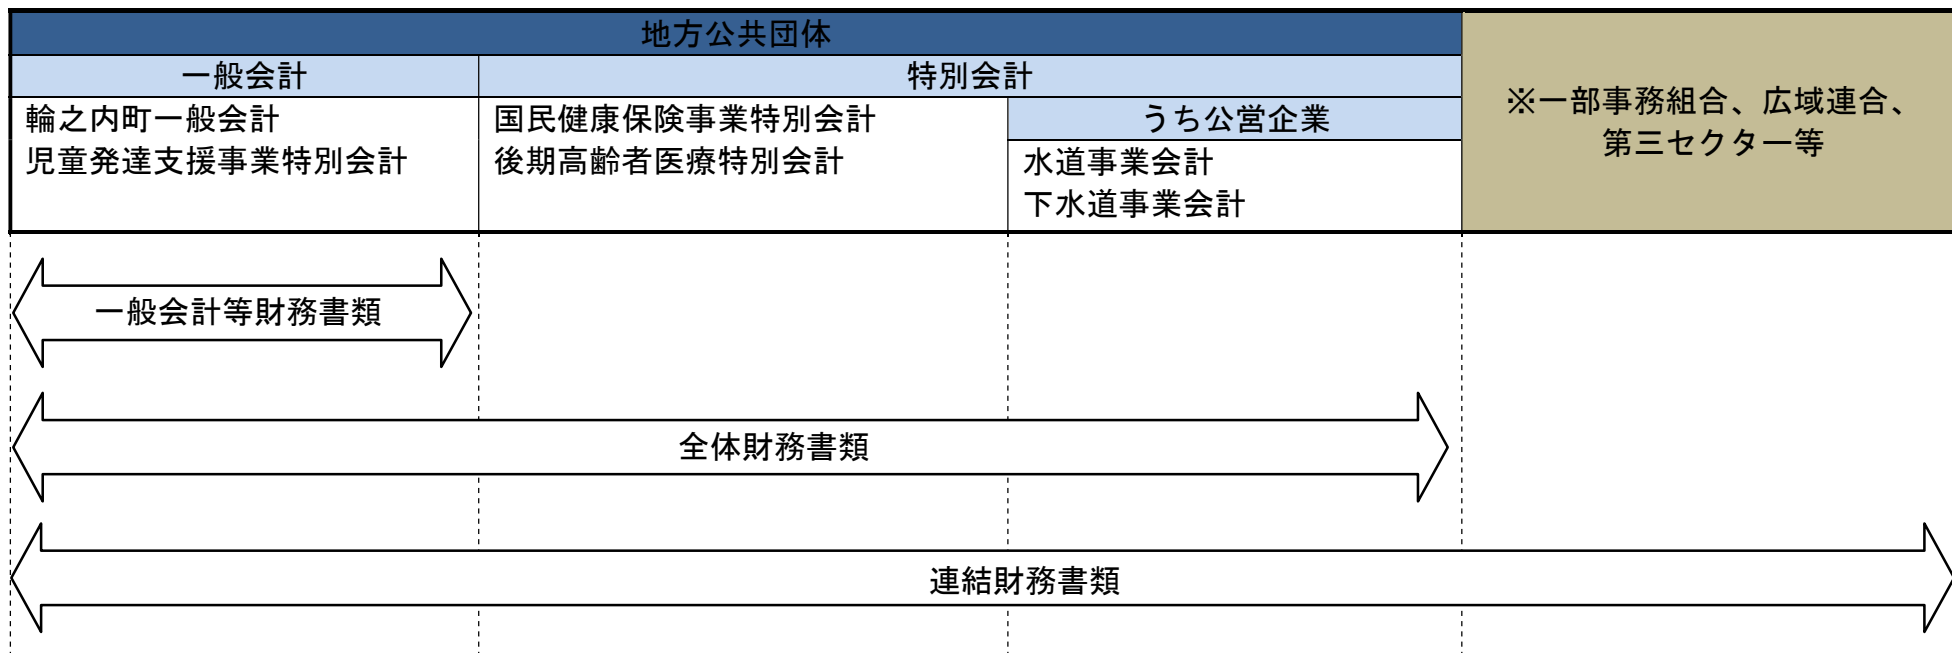 地方公共団体
一般会計
特別会計
※一部事務組合、広域連合、
第三セクター等
輪之内町一般会計
児童発達支援事業特別会計
国民健康保険事業特別会計
後期高齢者医療特別会計
うち公営企業
水道事業会計
下水道事業会計
一般会計等財務書類
全体財務書類
連結財務書類